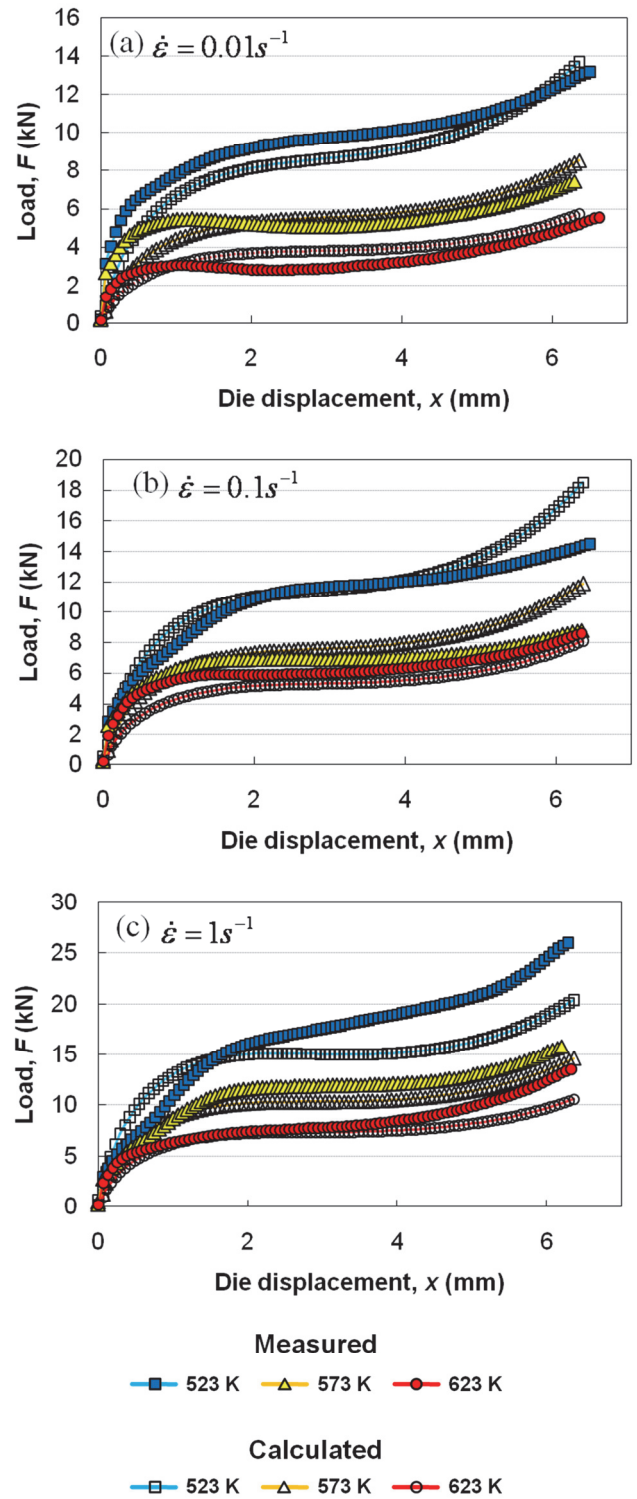 (a) ε̇ = 0.01s⁻¹
16
14
12
10
8
6
4
2
0
Load, F (kN)
0 2 4 6
Die displacement, x (mm)
(b) ε̇ = 0.1s⁻¹
20
18
16
14
12
10
8
6
4
2
0
Load, F (kN)
0 2 4 6
Die displacement, x (mm)
(c) ε̇ = 1s⁻¹
30
25
20
15
10
5
0
Load, F (kN)
0 2 4 6
Die displacement, x (mm)
Measured
523 K 573 K 623 K
Calculated
523 K 573 K 623 K